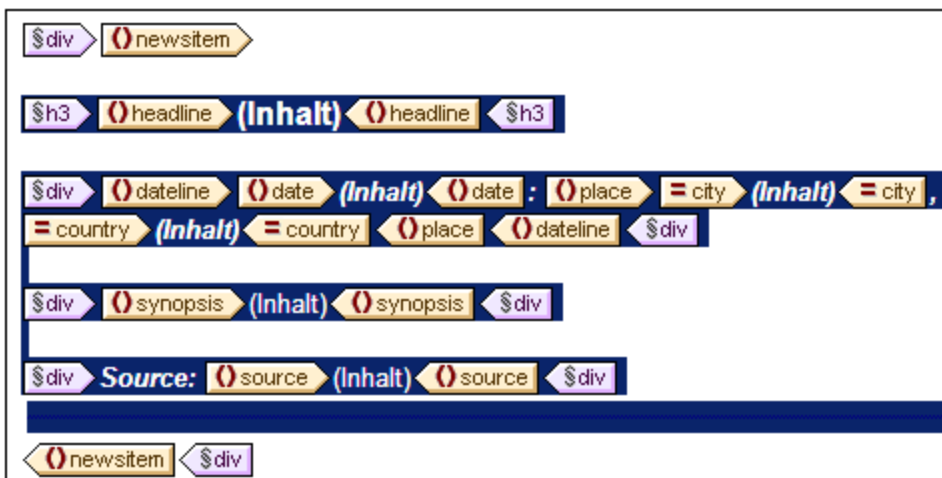 §div ()newsitem
§h3 ()headline (Inhalt) ()headline §h3
§div ()dateline ()date (Inhalt) ()date : ()place = city (Inhalt) = city ,
= country (Inhalt) = country ()place ()dateline §div
§div ()synopsis (Inhalt) ()synopsis §div
§div Source: ()source (Inhalt) ()source §div
()newsitem §div